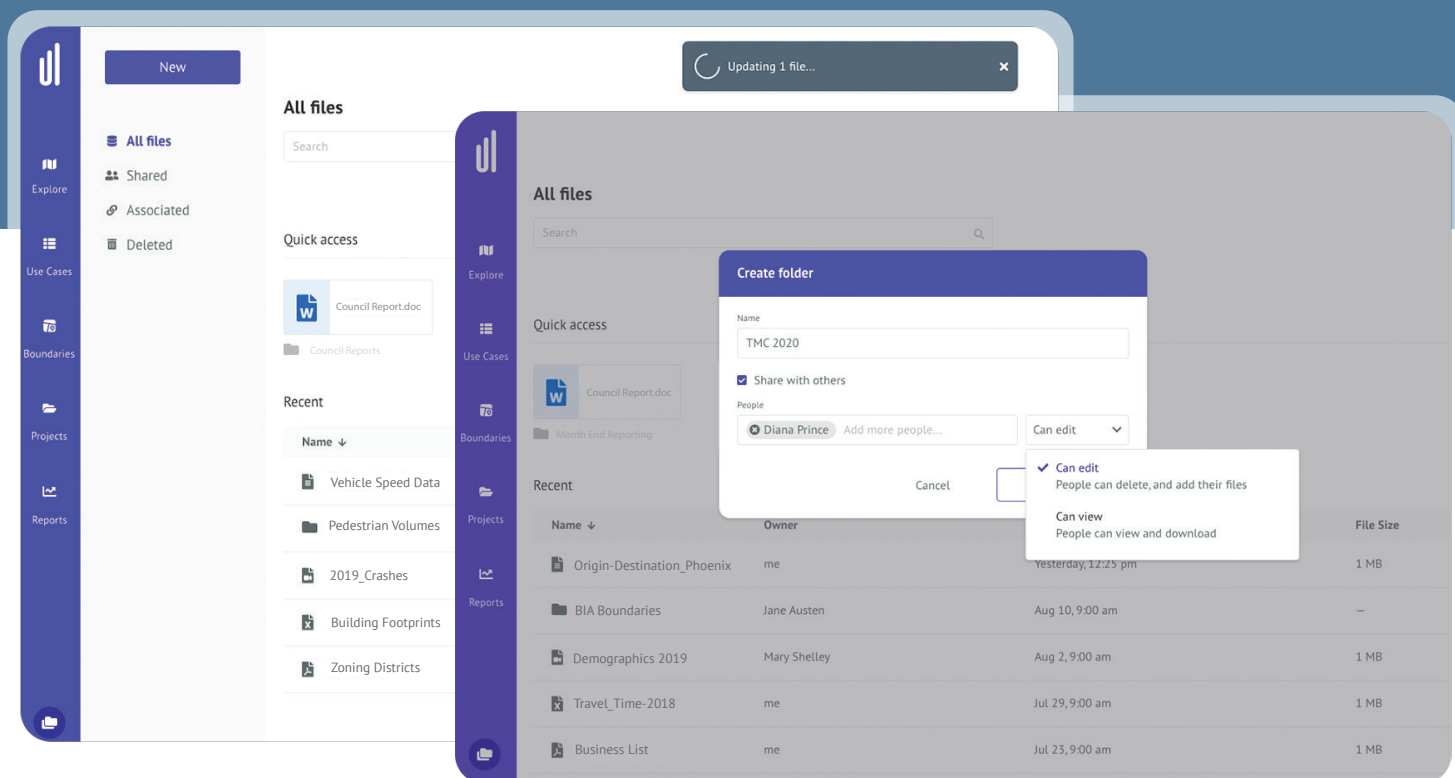 New
Updating 1 file...
All files
Search
All files
Shared
Associated
Deleted
Explore
Use Cases
Boundaries
Projects
Reports
Quick access
Council Report.doc
Council Reports
Recent
Name
Vehicle Speed Data
Pedestrian Volumes
2019_Crashes
Building Footprints
Zoning Districts
Explore
Use Cases
Boundaries
Projects
Reports
All files
Search
Quick access
Council Report.doc
Month End Reporting
Recent
Name Owner File Size
Origin-Destination_Phoenix me Yesterday, 12:25 pm 1 MB
BIA Boundaries Jane Austen Aug 10, 9:00 am –
Demographics 2019 Mary Shelley Aug 2, 9:00 am 1 MB
Travel_Time-2018 me Jul 29, 9:00 am 1 MB
Business List me Jul 23, 9:00 am 1 MB
Create folder
Name
TMC 2020
Share with others
People
Diana Prince Add more people... Can edit
Cancel
Can edit
People can delete, and add their files
Can view
People can view and download